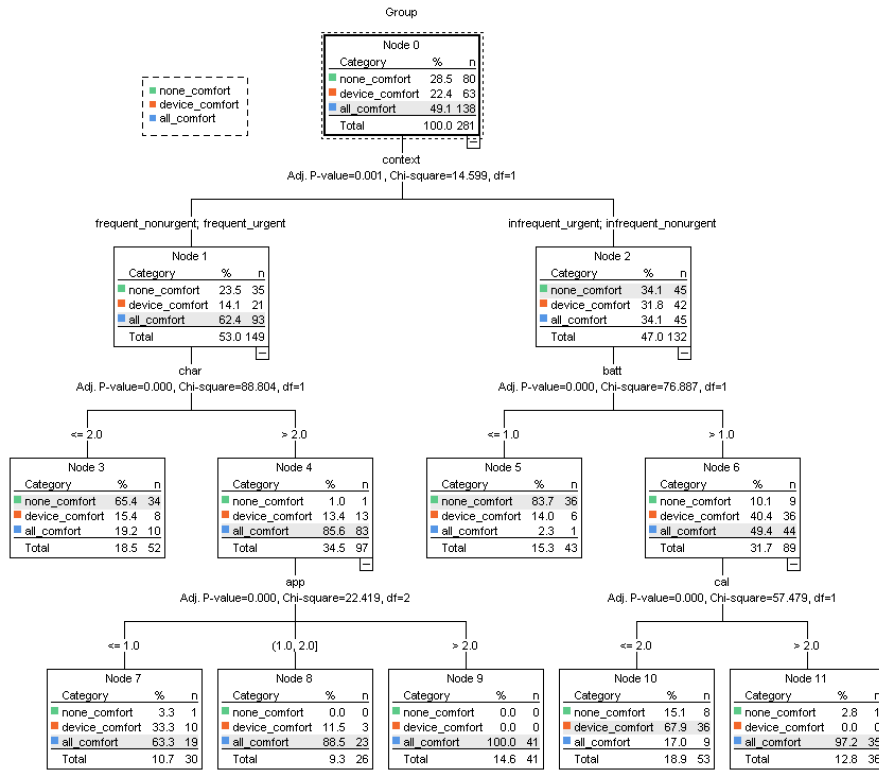 Group
none_comfort
device_comfort
all_comfort
Node 0
Category % n
none_comfort 28.5 80
device_comfort 22.4 63
all_comfort 49.1 138
Total 100.0 281
context
Adj. P-value=0.001, Chi-square=14.599, df=1
frequent_nonurgent; frequent_urgent
infrequent_urgent; infrequent_nonurgent
Node 1
Category % n
none_comfort 23.5 35
device_comfort 14.1 21
all_comfort 62.4 93
Total 53.0 149
Node 2
Category % n
none_comfort 34.1 45
device_comfort 31.8 42
all_comfort 34.1 45
Total 47.0 132
char
Adj. P-value=0.000, Chi-square=88.804, df=1
batt
Adj. P-value=0.000, Chi-square=76.887, df=1
<= 2.0
> 2.0
<= 1.0
> 1.0
Node 3
Category % n
none_comfort 65.4 34
device_comfort 15.4 8
all_comfort 19.2 10
Total 18.5 52
Node 4
Category % n
none_comfort 1.0 1
device_comfort 13.4 13
all_comfort 85.6 83
Total 34.5 97
Node 5
Category % n
none_comfort 83.7 36
device_comfort 14.0 6
all_comfort 2.3 1
Total 15.3 43
Node 6
Category % n
none_comfort 10.1 9
device_comfort 40.4 36
all_comfort 49.4 44
Total 31.7 89
app
Adj. P-value=0.000, Chi-square=22.419, df=2
cal
Adj. P-value=0.000, Chi-square=57.479, df=1
<= 1.0
(1.0, 2.0]
> 2.0
<= 2.0
> 2.0
Node 7
Category % n
none_comfort 3.3 1
device_comfort 33.3 10
all_comfort 63.3 19
Total 10.7 30
Node 8
Category % n
none_comfort 0.0 0
device_comfort 11.5 3
all_comfort 88.5 23
Total 9.3 26
Node 9
Category % n
none_comfort 0.0 0
device_comfort 0.0 0
all_comfort 100.0 41
Total 14.6 41
Node 10
Category % n
none_comfort 15.1 8
device_comfort 67.9 36
all_comfort 17.0 9
Total 18.9 53
Node 11
Category % n
none_comfort 2.8 1
device_comfort 0.0 0
all_comfort 97.2 35
Total 12.8 36